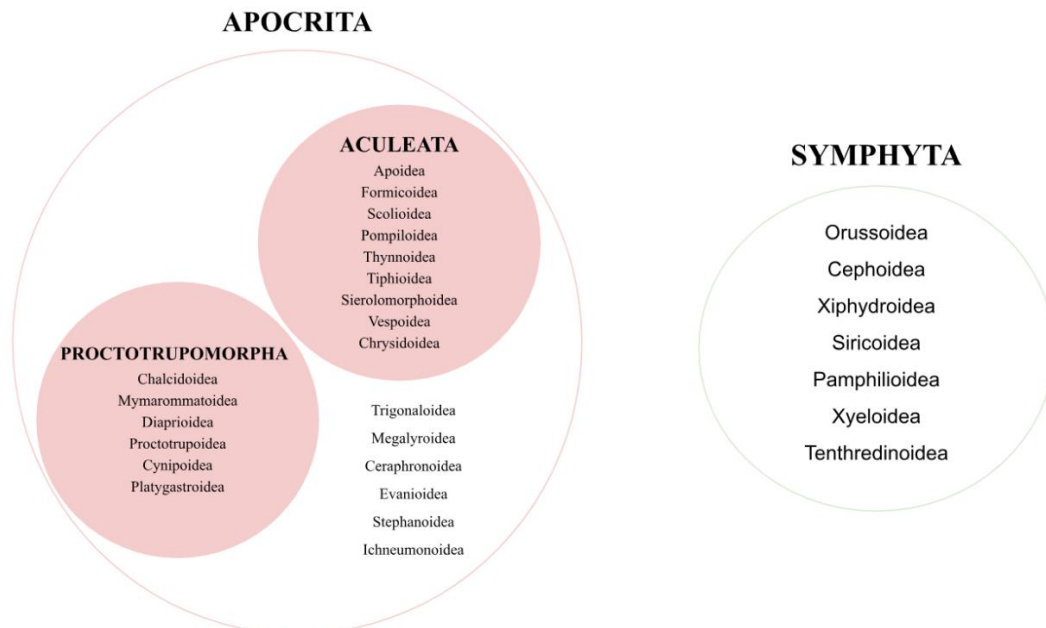 APOCRITA
ACULEATA
Apoidea
Formicoidea
Scolioidea
Pompiloidea
Thynnoidea
Tiphioidea
Sierolomorphoidea
Vespoidea
Chrysidoidea
PROCTOTRUPOMORPHA
Chalcidoidea
Mymarommatoidea
Diaprioidea
Proctotrupoidea
Cynipoidea
Platygastroidea
Trigonaloidea
Megalyroidea
Ceraphronoidea
Evanioidea
Stephanoidea
Ichneumonoidea
SYMPHYTA
Orussoidea
Cephoidea
Xiphydroidea
Siricoidea
Pamphilioidea
Xyeloidea
Tenthredinoidea